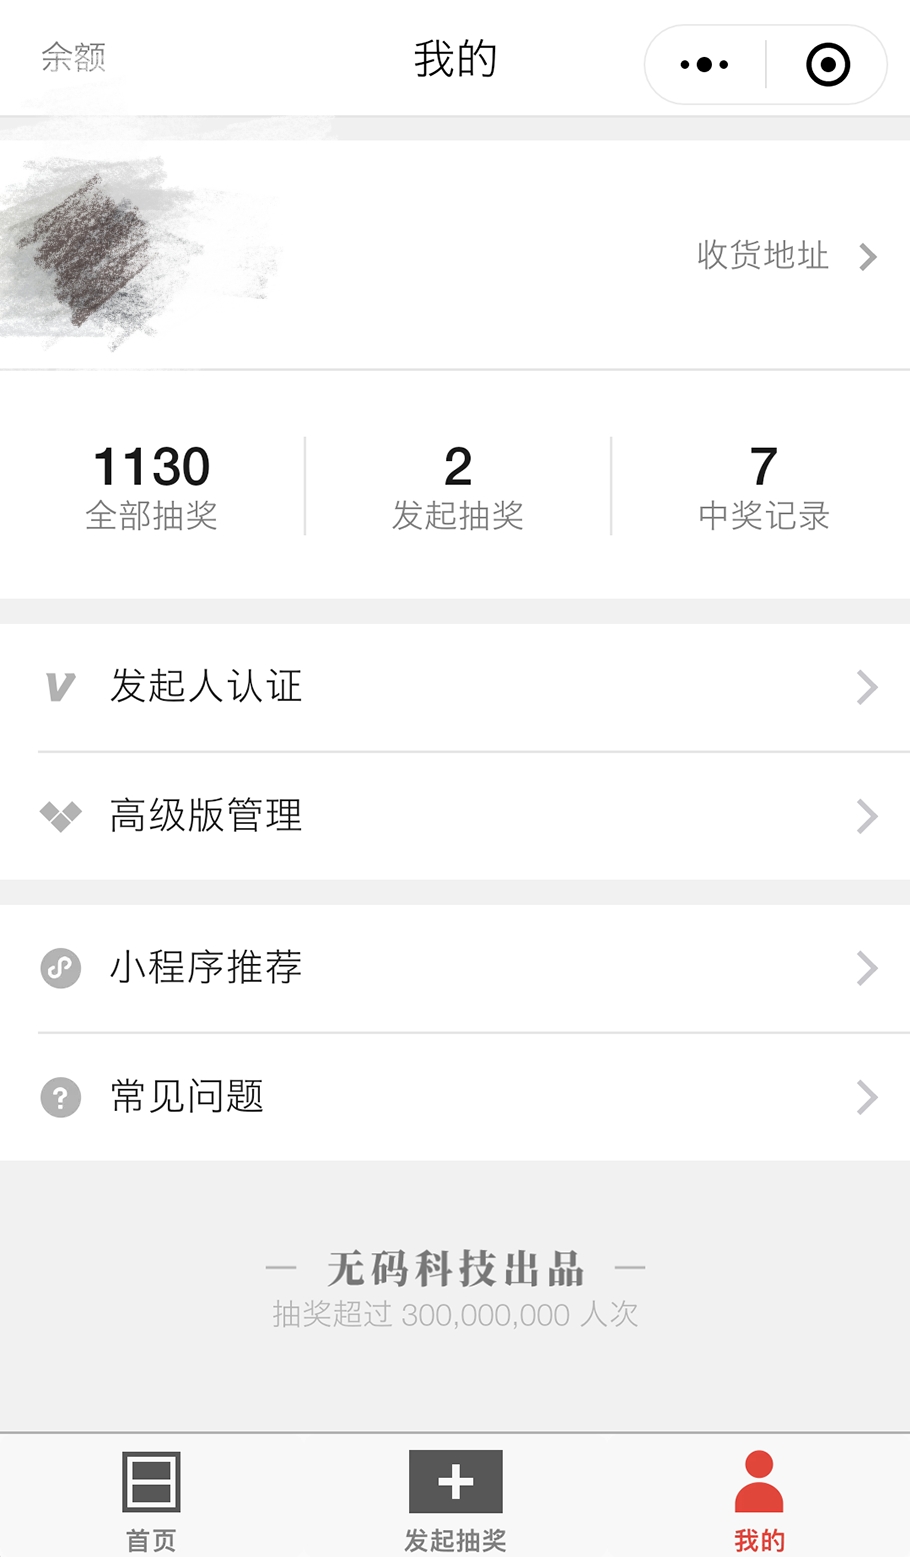 余额
我的
收货地址
1130
2
7
全部抽奖
发起抽奖
中奖记录
发起人认证
高级版管理
小程序推荐
常见问题
无码科技出品
抽奖超过 300,000,000 人次
首页
发起抽奖
我的